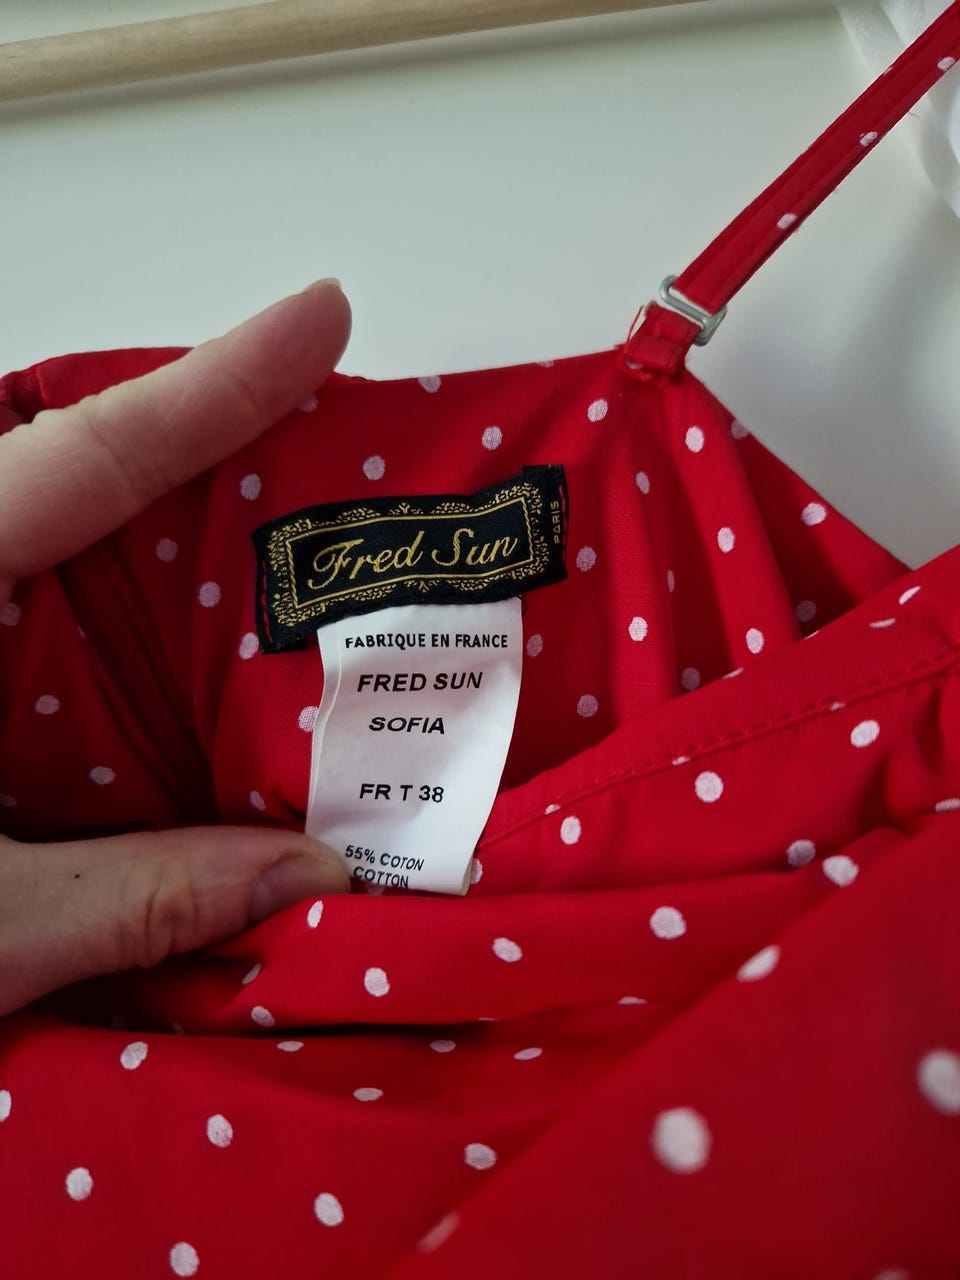 Fred Sun
PARIS
FABRIQUE EN FRANCE
FRED SUN
SOFIA
FR T 38
55% COTON
COTTON